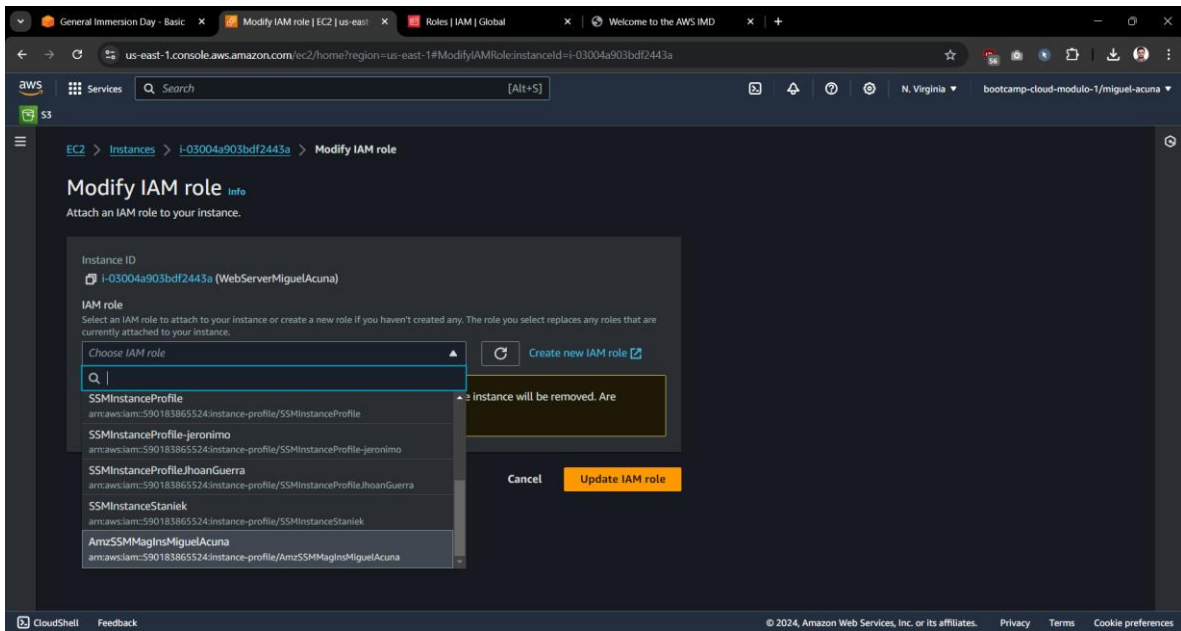 General Immersion Day - Basic
Modify IAM role | EC2 | us-east-
Roles | IAM | Global
Welcome to the AWS IMD
us-east-1.console.aws.amazon.com/ec2/home?region=us-east-1#ModifyIAMRole:instanceId=i-03004a903bdf2443a
56
aws
Services
Search
[Alt+S]
N. Virginia
bootcamp-cloud-modulo-1/miguel-acuna
S3
EC2 > Instances > i-03004a903bdf2443a > Modify IAM role
Modify IAM role Info
Attach an IAM role to your instance.
Instance ID
i-03004a903bdf2443a (WebServerMiguelAcuna)
IAM role
Select an IAM role to attach to your instance or create a new role if you haven't created any. The role you select replaces any roles that are
currently attached to your instance.
Choose IAM role
Create new IAM role
e instance will be removed. Are
SSMInstanceProfile
arn:aws:iam::590183865524:instance-profile/SSMInstanceProfile
SSMInstanceProfile-jeronimo
arn:aws:iam::590183865524:instance-profile/SSMInstanceProfile-jeronimo
SSMInstanceProfileJhoanGuerra
arn:aws:iam::590183865524:instance-profile/SSMInstanceProfileJhoanGuerra
SSMInstanceStaniek
arn:aws:iam::590183865524:instance-profile/SSMInstanceStaniek
AmzSSMMagInsMiguelAcuna
arn:aws:iam::590183865524:instance-profile/AmzSSMMagInsMiguelAcuna
Cancel
Update IAM role
CloudShell
Feedback
© 2024, Amazon Web Services, Inc. or its affiliates.
Privacy
Terms
Cookie preferences